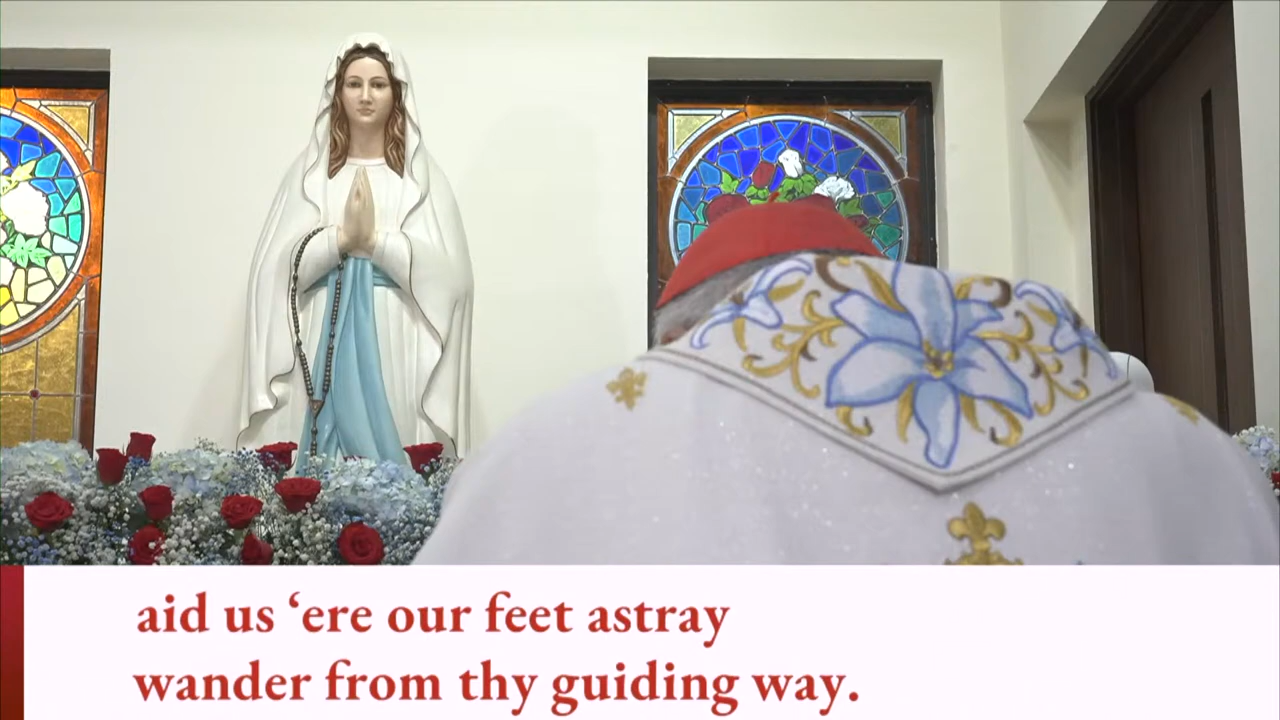 aid us ‘ere our feet astray
wander from thy guiding way.